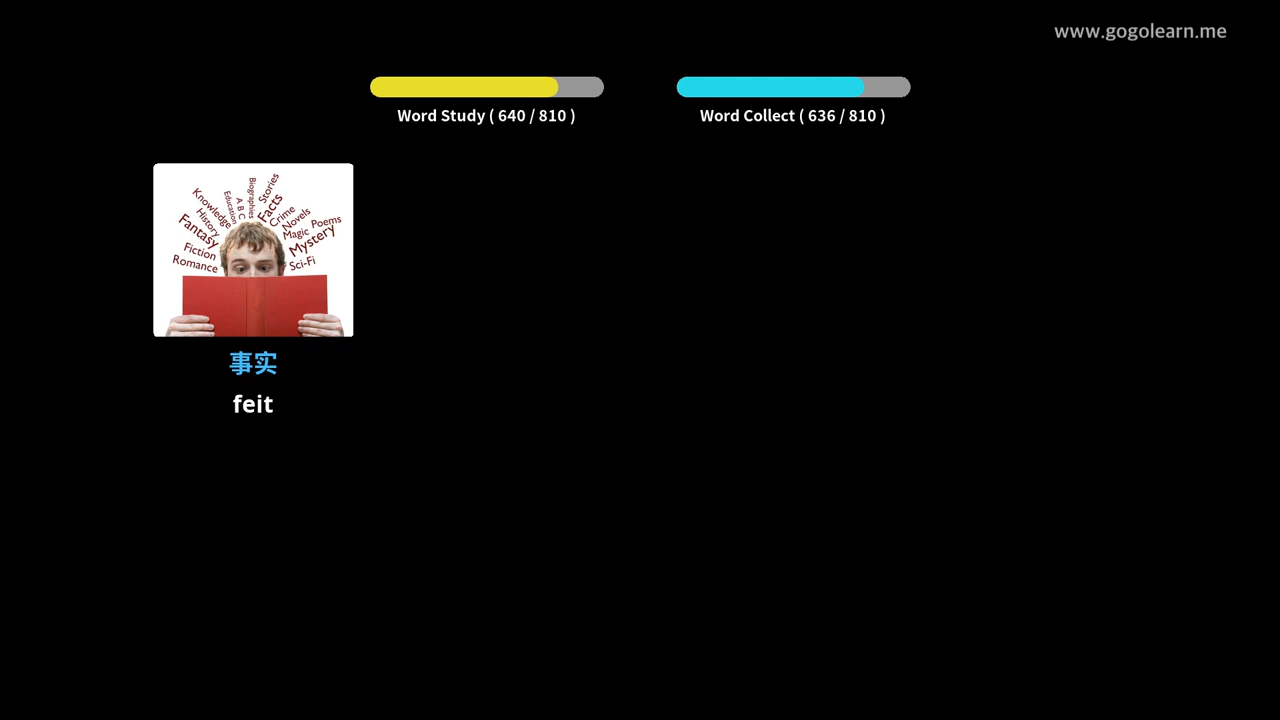 www.gogolearn.me
Word Study ( 640 / 810 )
Word Collect ( 636 / 810 )
Romance
Fiction
Fantasy
History
Knowledge
Education
A B C
Biographies
Stories
Facts
Crime
Novels
Magic
Poems
Mystery
Sci-Fi
事实
feit